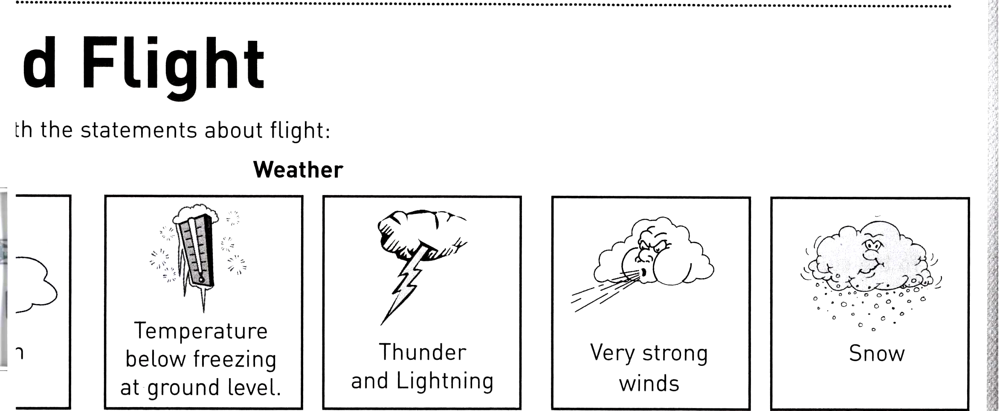 d Flight
th the statements about flight:
Weather
n
Temperature
below freezing
at ground level.
Thunder
and Lightning
Very strong
winds
Snow